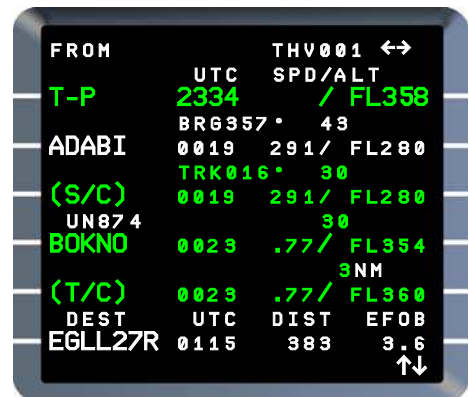 FROM THV001 ←→
UTC SPD/ALT
T-P 2334 / FL358
BRG357° 43
ADABI 0019 291/ FL280
TRK016° 30
(S/C) 0019 291/ FL280
UN874 30
BOKNO 0023 .77/ FL354
3NM
(T/C) 0023 .77/ FL360
DEST UTC DIST EFOB
EGLL27R 0115 383 3.6
↑↓